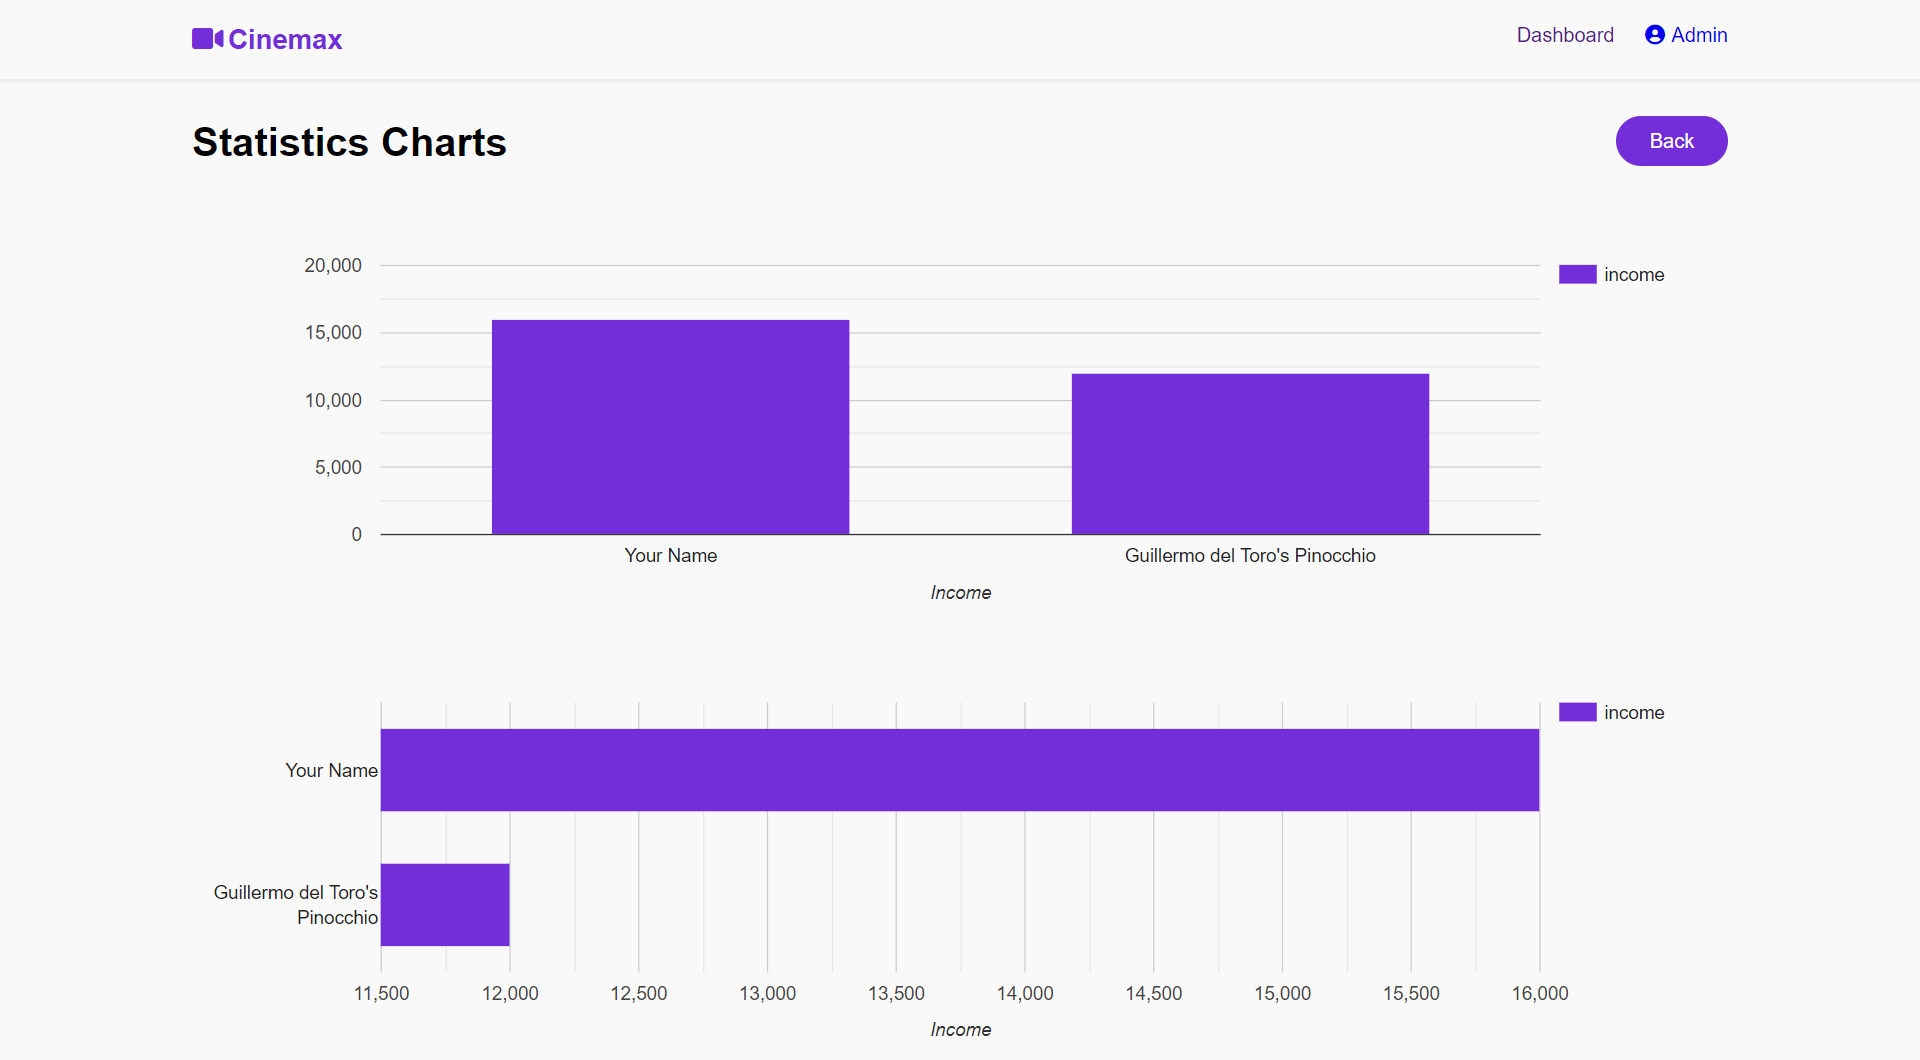 Cinemax
Dashboard
Admin
Statistics Charts
Back
20,000
15,000
10,000
5,000
0
income
Your Name
Guillermo del Toro's Pinocchio
Income
income
Your Name
Guillermo del Toro's
Pinocchio
11,500 12,000 12,500 13,000 13,500 14,000 14,500 15,000 15,500 16,000
Income